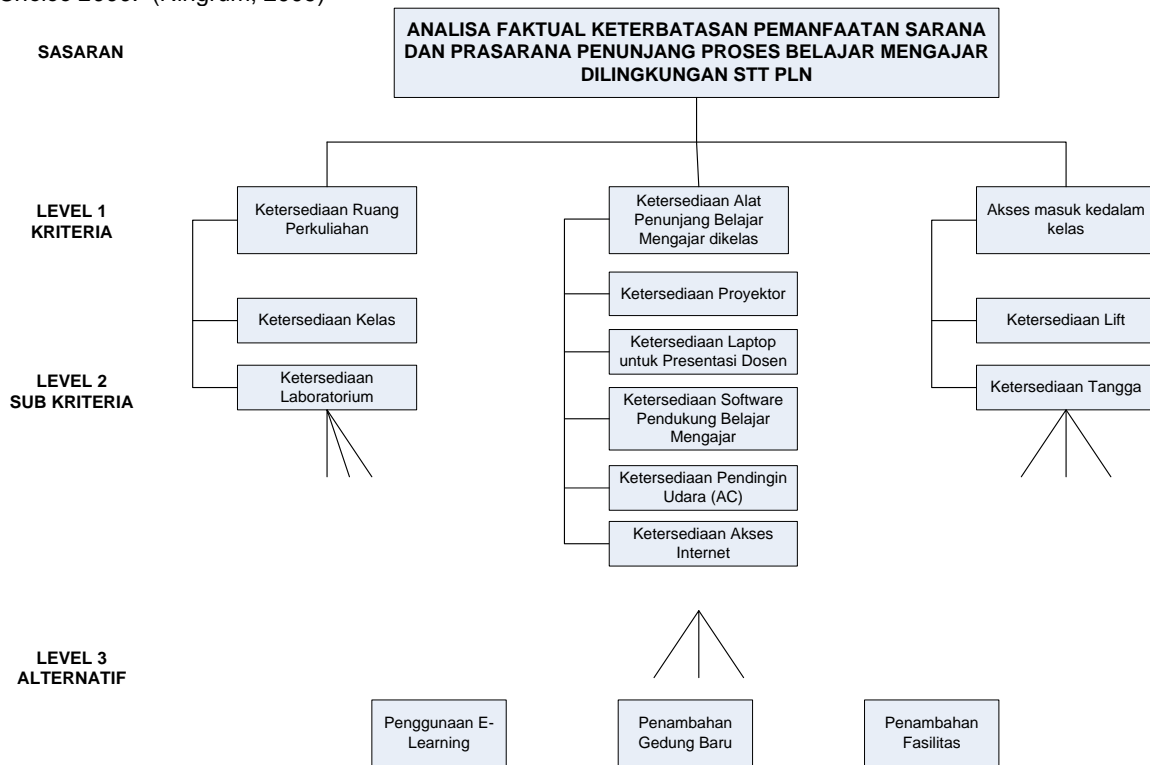 (Ningrum, 2009)
ANALISA FAKTUAL KETERBATASAN PEMANFAATAN SARANA
DAN PRASARANA PENUNJANG PROSES BELAJAR MENGAJAR
DILINGKUNGAN STT PLN
SASARAN
LEVEL 1
KRITERIA
Ketersediaan Ruang
Perkuliahan
Ketersediaan Alat
Penunjang Belajar
Mengajar dikelas
Akses masuk kedalam
kelas
Ketersediaan Proyektor
Ketersediaan Kelas
Ketersediaan Lift
Ketersediaan Laptop
untuk Presentasi Dosen
LEVEL 2
SUB KRITERIA
Ketersediaan
Laboratorium
Ketersediaan Tangga
Ketersediaan Software
Pendukung Belajar
Mengajar
Ketersediaan Pendingin
Udara (AC)
Ketersediaan Akses
Internet
LEVEL 3
ALTERNATIF
Penggunaan E-
Learning
Penambahan
Gedung Baru
Penambahan
Fasilitas